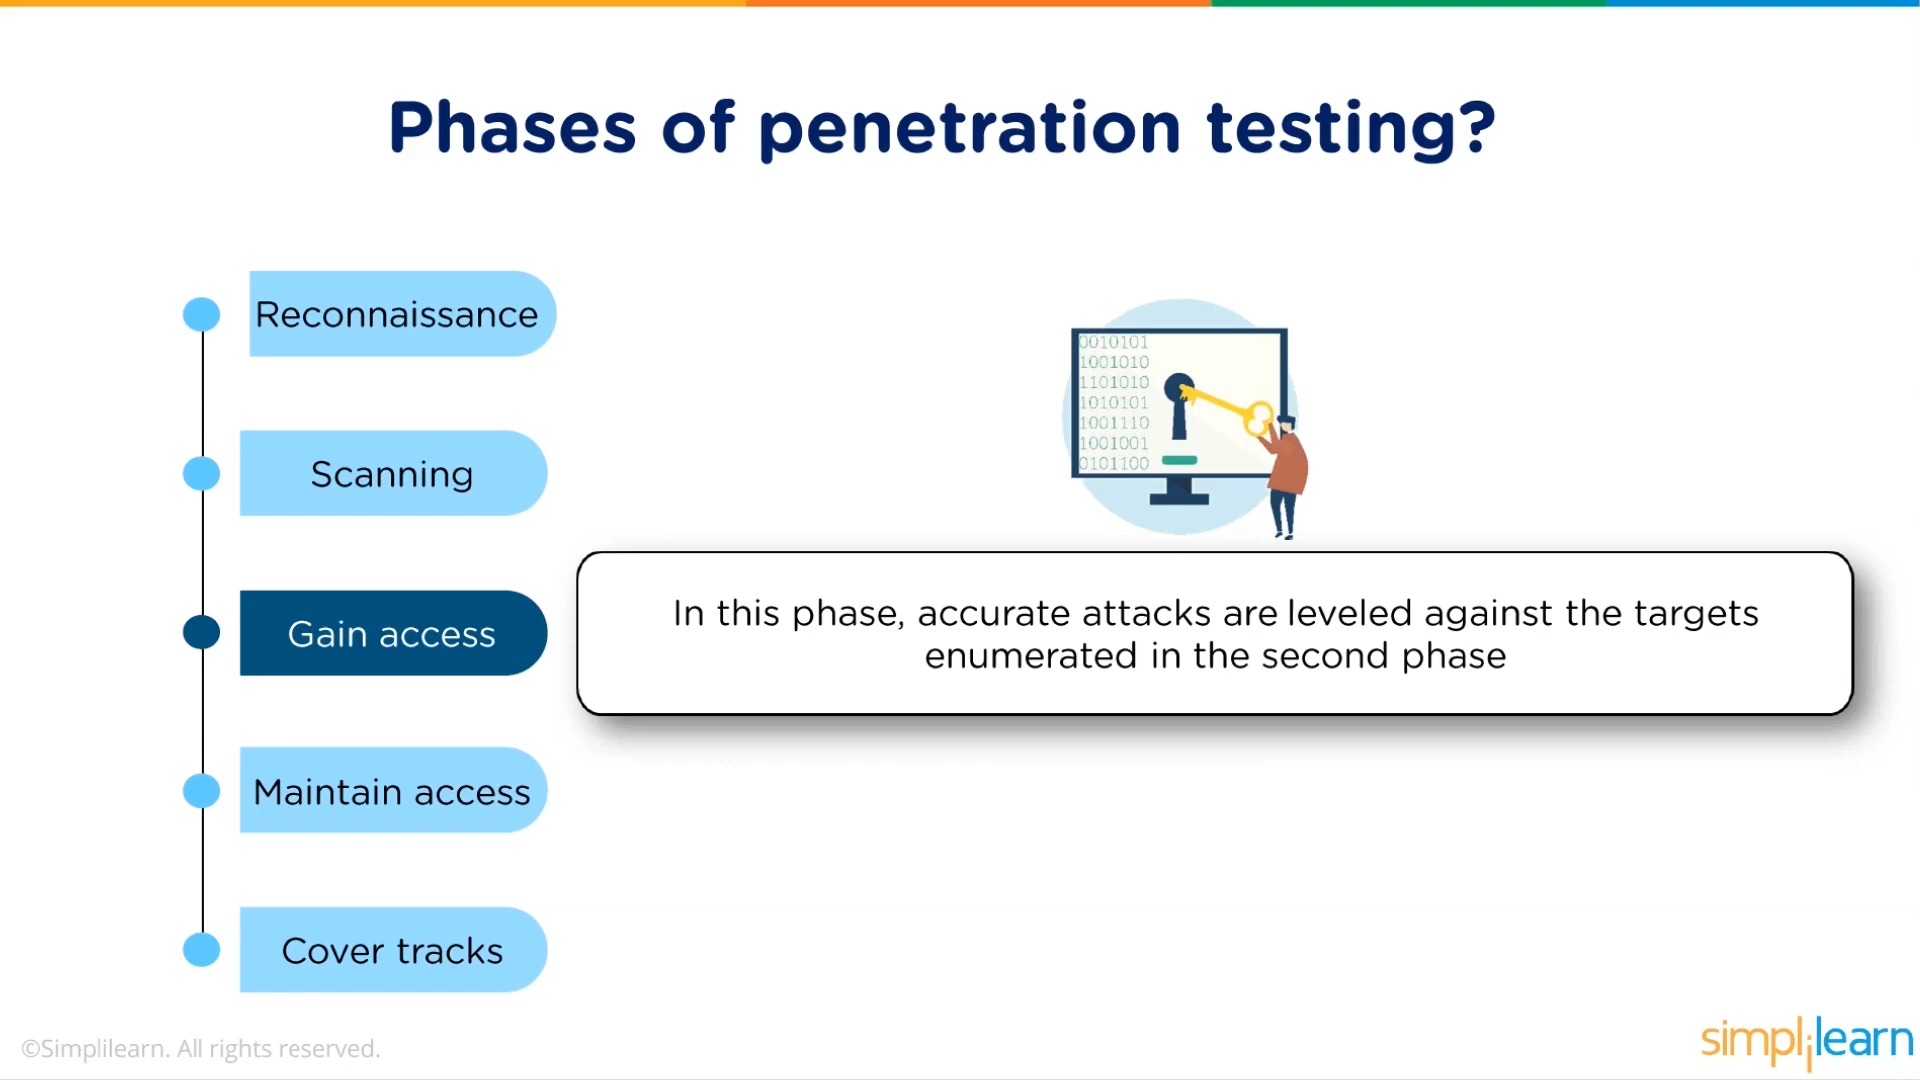 Phases of penetration testing?
Reconnaissance
Scanning
Gain access
Maintain access
Cover tracks
0010101
1001010
1101010
1010101
1001110
1001001
0101100
In this phase, accurate attacks are leveled against the targets
enumerated in the second phase
©Simplilearn. All rights reserved.
simplilearn